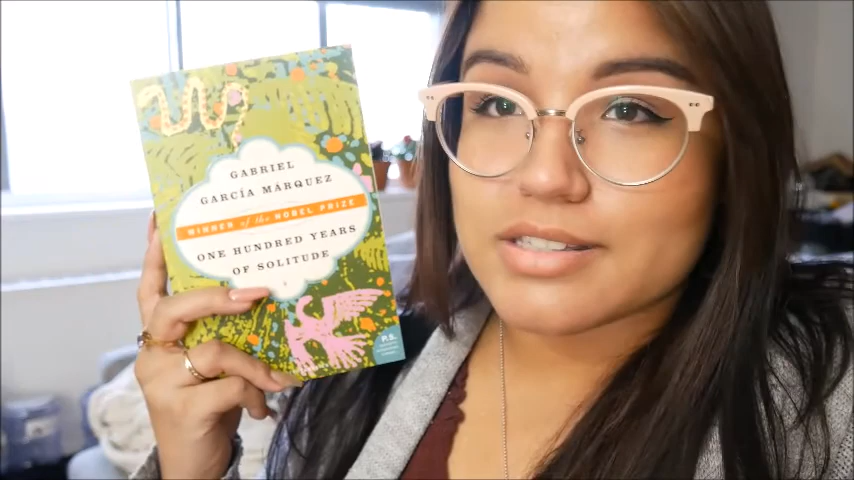 GABRIEL
GARCÍA MÁRQUEZ
WINNER of the NOBEL PRIZE
ONE HUNDRED YEARS
OF SOLITUDE
P.S.